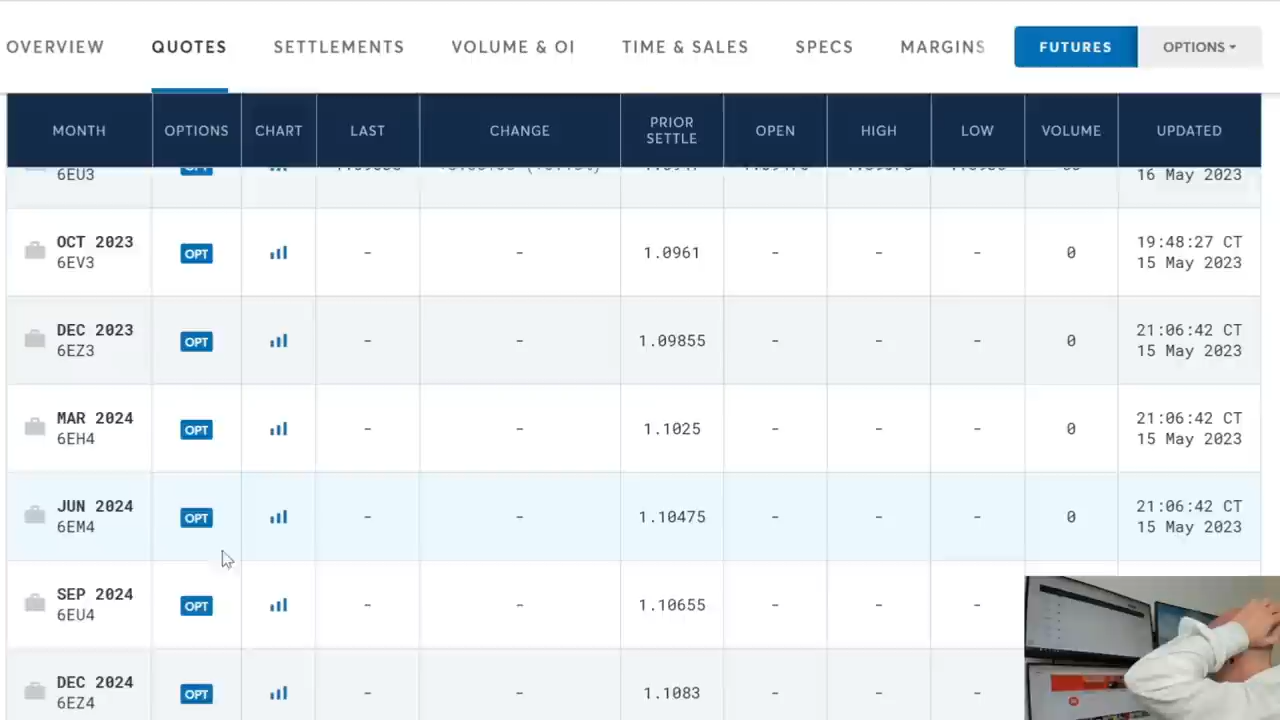 OVERVIEW QUOTES SETTLEMENTS VOLUME & OI TIME & SALES SPECS MARGINS FUTURES OPTIONS
MONTH OPTIONS CHART LAST CHANGE PRIOR SETTLE OPEN HIGH LOW VOLUME UPDATED
6EU3 16 May 2023
OCT 2023 19:48:27 CT
6EV3 OPT - - 1.0961 - - - 0 15 May 2023
DEC 2023 21:06:42 CT
6EZ3 OPT - - 1.09855 - - - 0 15 May 2023
MAR 2024 21:06:42 CT
6EH4 OPT - - 1.1025 - - - 0 15 May 2023
JUN 2024 21:06:42 CT
6EM4 OPT - - 1.10475 - - - 0 15 May 2023
SEP 2024
6EU4 OPT - - 1.10655 - - -
DEC 2024
6EZ4 OPT - - 1.1083 - - -